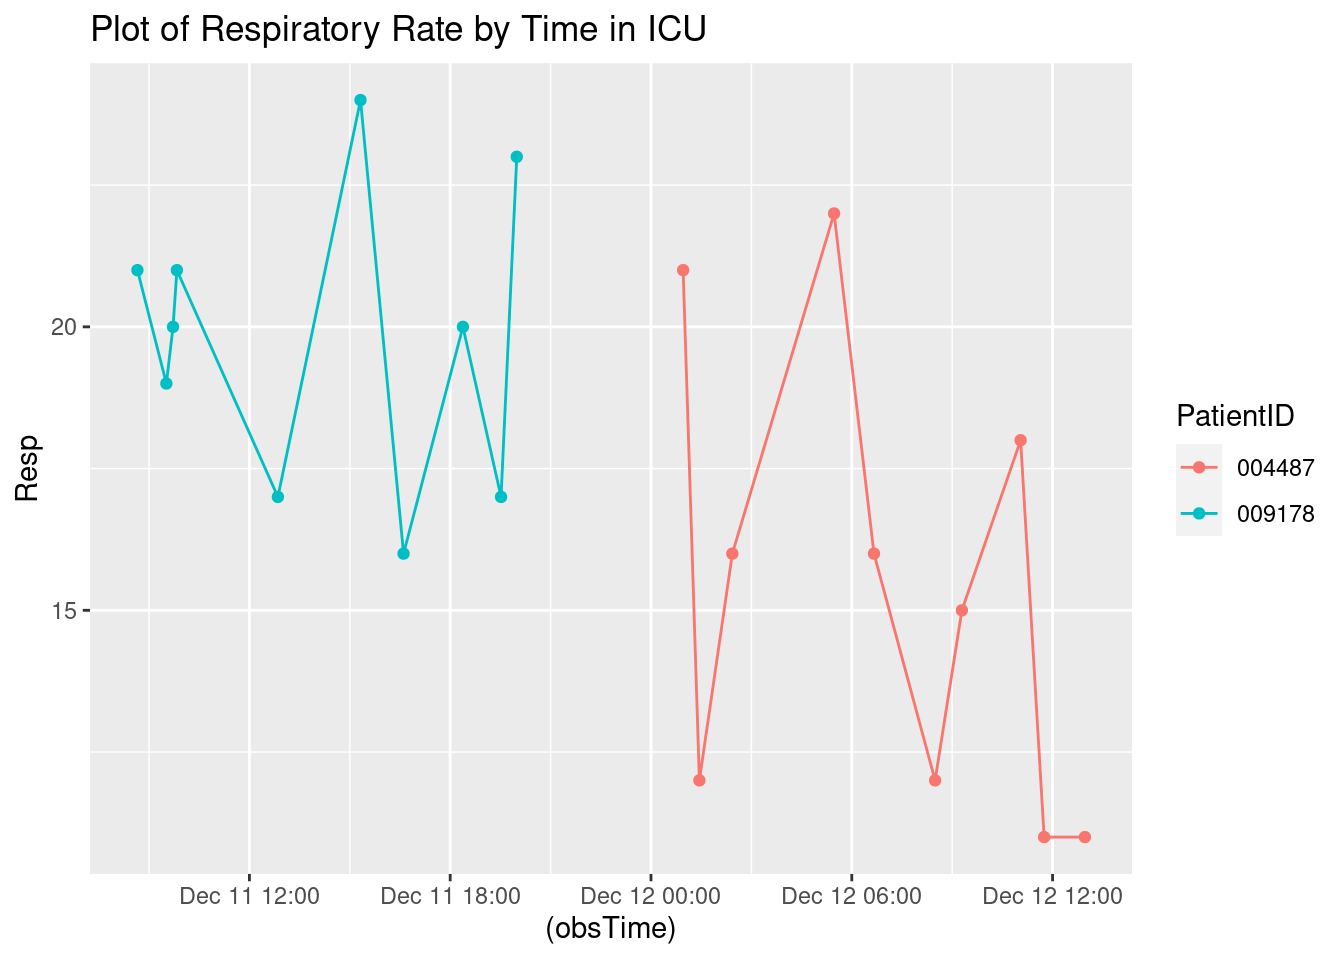 Plot of Respiratory Rate by Time in ICU
Resp
20
15
Dec 11 12:00
Dec 11 18:00
Dec 12 00:00
Dec 12 06:00
Dec 12 12:00
(obsTime)
PatientID
004487
009178